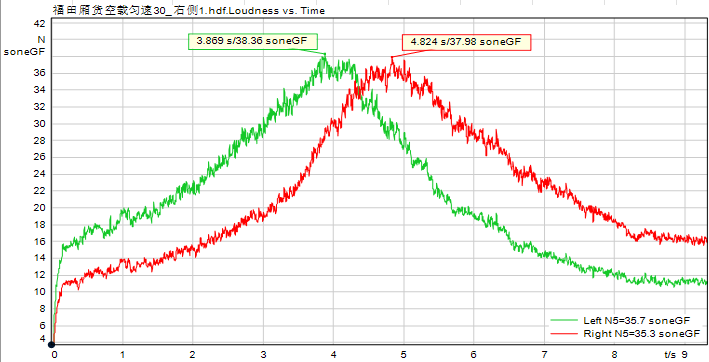 福田厢货空载匀速30_右侧1.hdf.Loudness vs. Time
42
N
soneGF
36
34
32
30
28
26
24
22
20
18
16
14
12
10
8
6
4
3.869 s/38.36 soneGF
4.824 s/37.98 soneGF
Left N5=35.7 soneGF
Right N5=35.3 soneGF
0 1 2 3 4 5 6 7 8 t/s 9